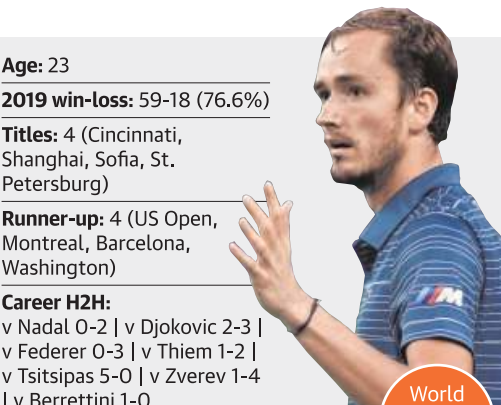 Age: 23
2019 win-loss: 59-18 (76.6%)
Titles: 4 (Cincinnati,
Shanghai, Sofia, St.
Petersburg)
Runner-up: 4 (US Open,
Montreal, Barcelona,
Washington)
Career H2H:
v Nadal 0-2 | v Djokovic 2-3 |
v Federer 0-3 | v Thiem 1-2 |
v Tsitsipas 5-0 | v Zverev 1-4
| v Berrettini 1-0
M
World